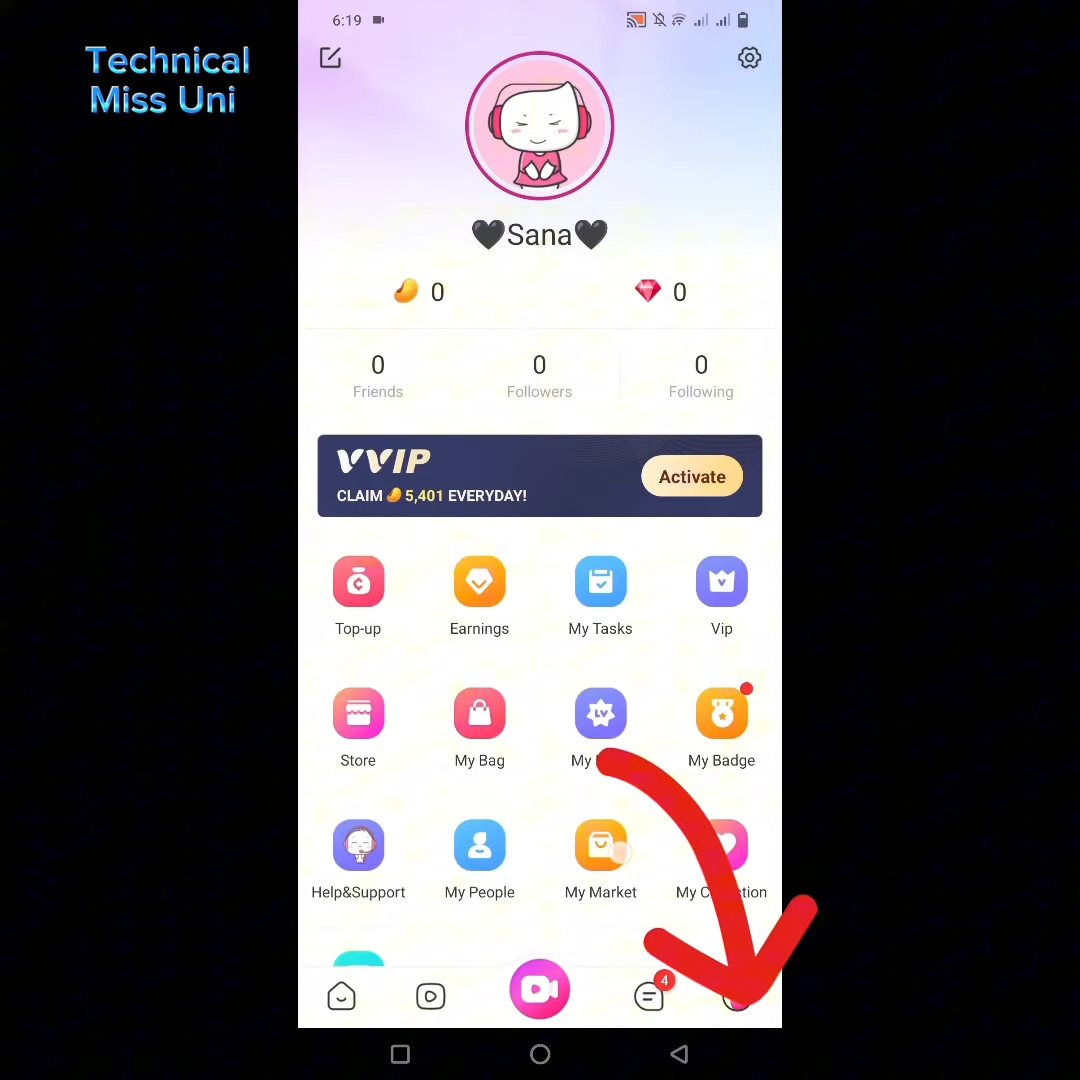 Technical
Miss Uni
6:19
🖤Sana🖤
0
0
0
0
0
Friends
Followers
Following
VVIP
CLAIM 5,401 EVERYDAY!
Activate
Top-up
Earnings
My Tasks
Vip
Store
My Bag
LV
My
My Badge
Help&Support
My People
My Market
My C
tion
4